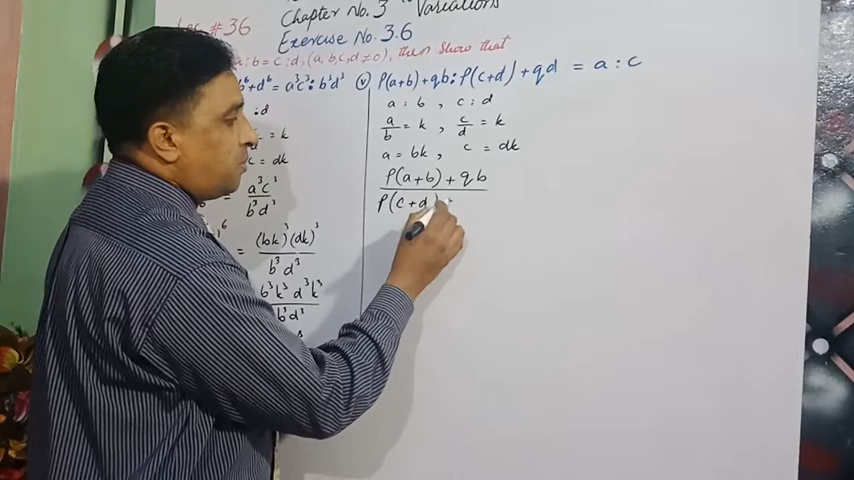 Lec #36 Chapter No. 3 Variations
Exercise No. 3.6
a:b = c:d, (a,b,c,d ≠ 0), then show that
b⁶+d⁶ = a³c³:b³d³
:d
= k
= dk
a³c³
b³d³
= (bk)³(dk)³
b³d³
b³k³d³k³
b³d³
(v) p(a+b)+qb:p(c+d)+qd = a:c
a:b, c:d
a/b = k, c/d = k
a = bk, c = dk
p(a+b)+qb
p(c+d)+